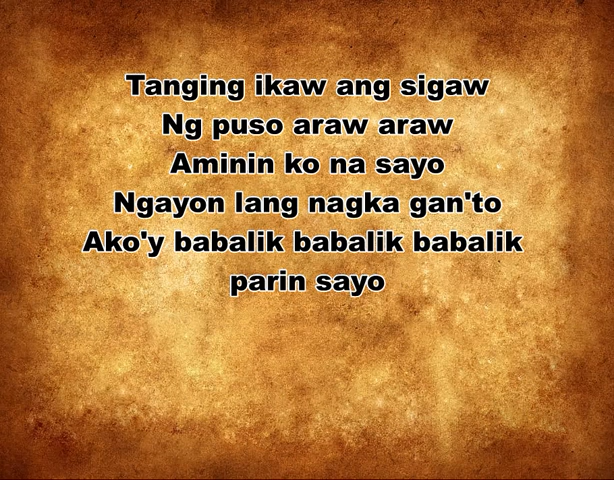 Tanging ikaw ang sigaw
Ng puso araw araw
Aminin ko na sayo
Ngayon lang nagka gan'to
Ako'y babalik babalik babalik
parin sayo